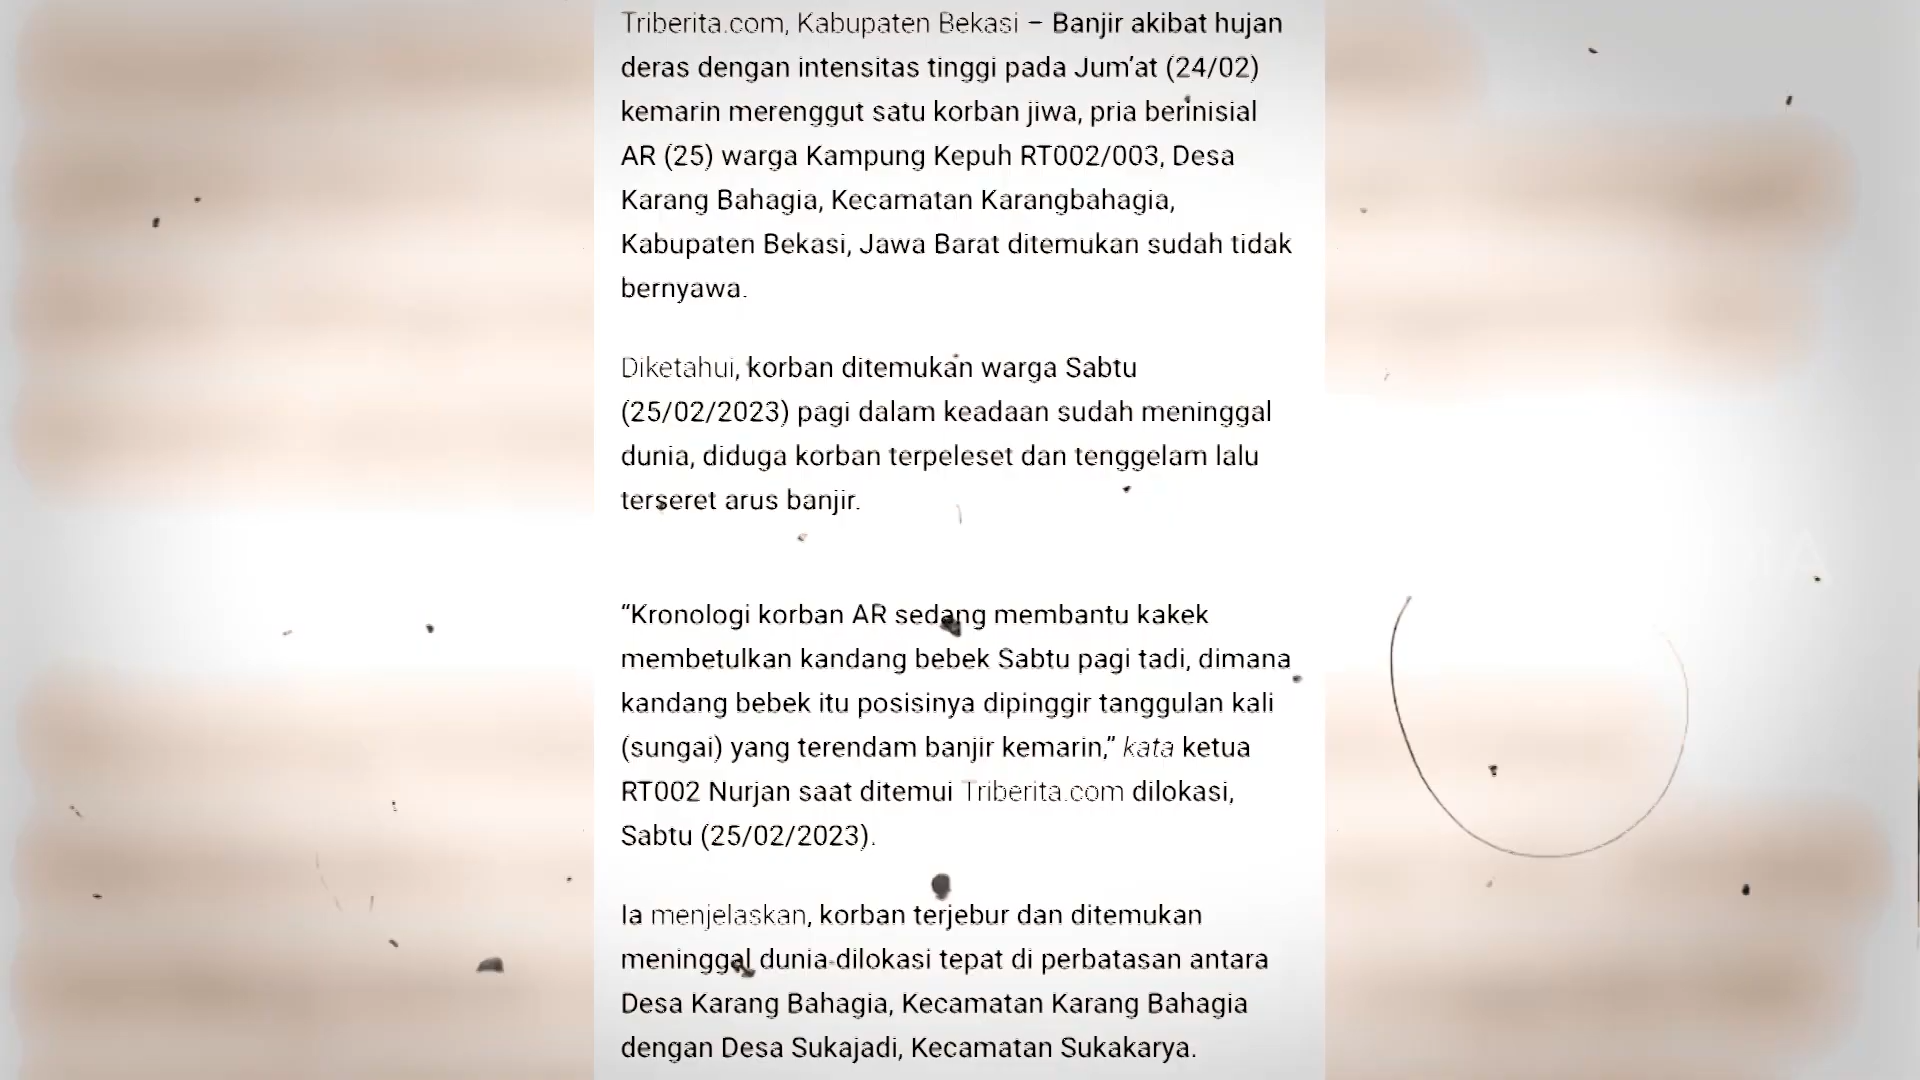 Triberita.com, Kabupaten Bekasi – Banjir akibat hujan
deras dengan intensitas tinggi pada Jum’at (24/02)
kemarin merenggut satu korban jiwa, pria berinisial
AR (25) warga Kampung Kepuh RT002/003, Desa
Karang Bahagia, Kecamatan Karangbahagia,
Kabupaten Bekasi, Jawa Barat ditemukan sudah tidak
bernyawa.
Diketahui, korban ditemukan warga Sabtu
(25/02/2023) pagi dalam keadaan sudah meninggal
dunia, diduga korban terpeleset dan tenggelam lalu
terseret arus banjir.
“Kronologi korban AR sedang membantu kakek
membetulkan kandang bebek Sabtu pagi tadi, dimana
kandang bebek itu posisinya dipinggir tanggulan kali
(sungai) yang terendam banjir kemarin,” kata ketua
RT002 Nurjan saat ditemui Triberita.com dilokasi,
Sabtu (25/02/2023).
Ia menjelaskan, korban terjebur dan ditemukan
meninggal dunia dilokasi tepat di perbatasan antara
Desa Karang Bahagia, Kecamatan Karang Bahagia
dengan Desa Sukajadi, Kecamatan Sukakarya.